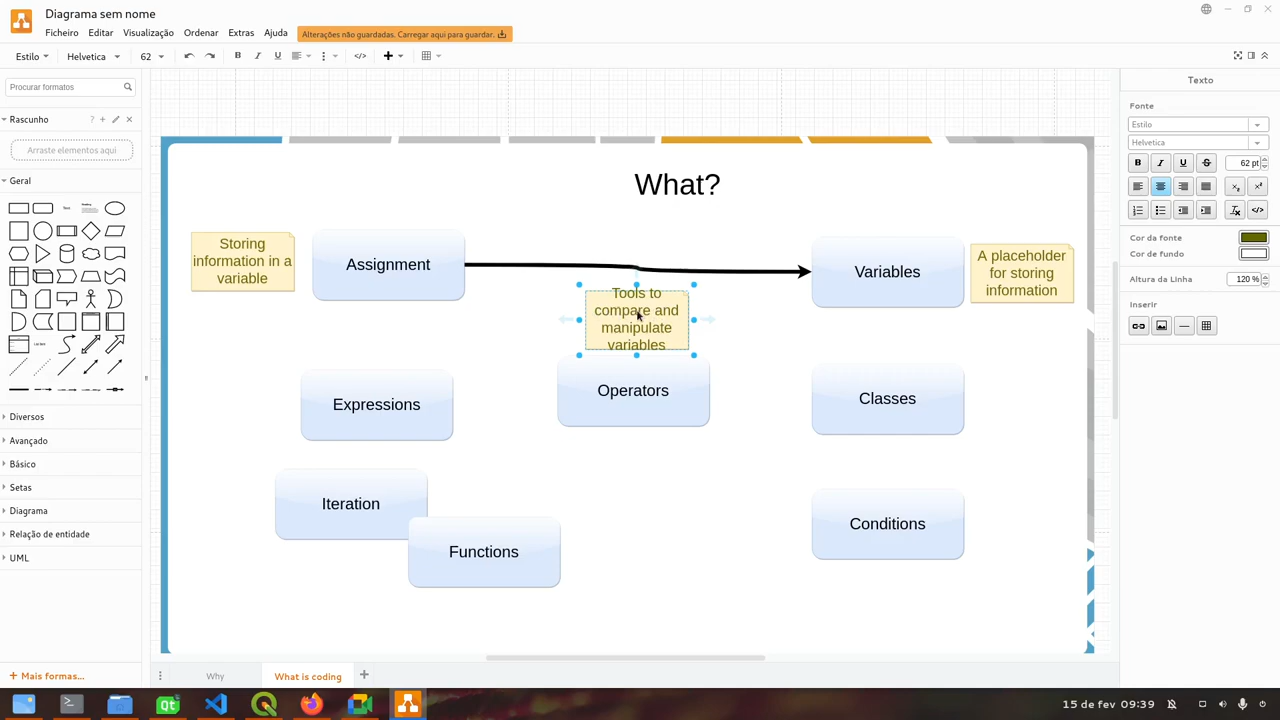 Diagrama sem nome
Ficheiro Editar Visualização Ordenar Extras Ajuda Alterações não guardadas. Carregar aqui para guardar.
Estilo Helvetica 62 B I U
Procurar formatos
Rascunho
Arraste elementos aqui
Geral
Diversos
Avançado
Básico
Setas
Diagrama
Relação de entidade
UML
Mais formas...
What?
Storing
information in a
variable
Assignment
Variables
A placeholder
for storing
information
Tools to
compare and
manipulate
variables
Expressions
Operators
Classes
Iteration
Functions
Conditions
Why What is coding
Texto
Fonte
Estilo
Helvetica
B I U S 62 pt
Cor da fonte
Cor de fundo
Altura da Linha 120 %
Inserir
Qt
15 de fev 09:39